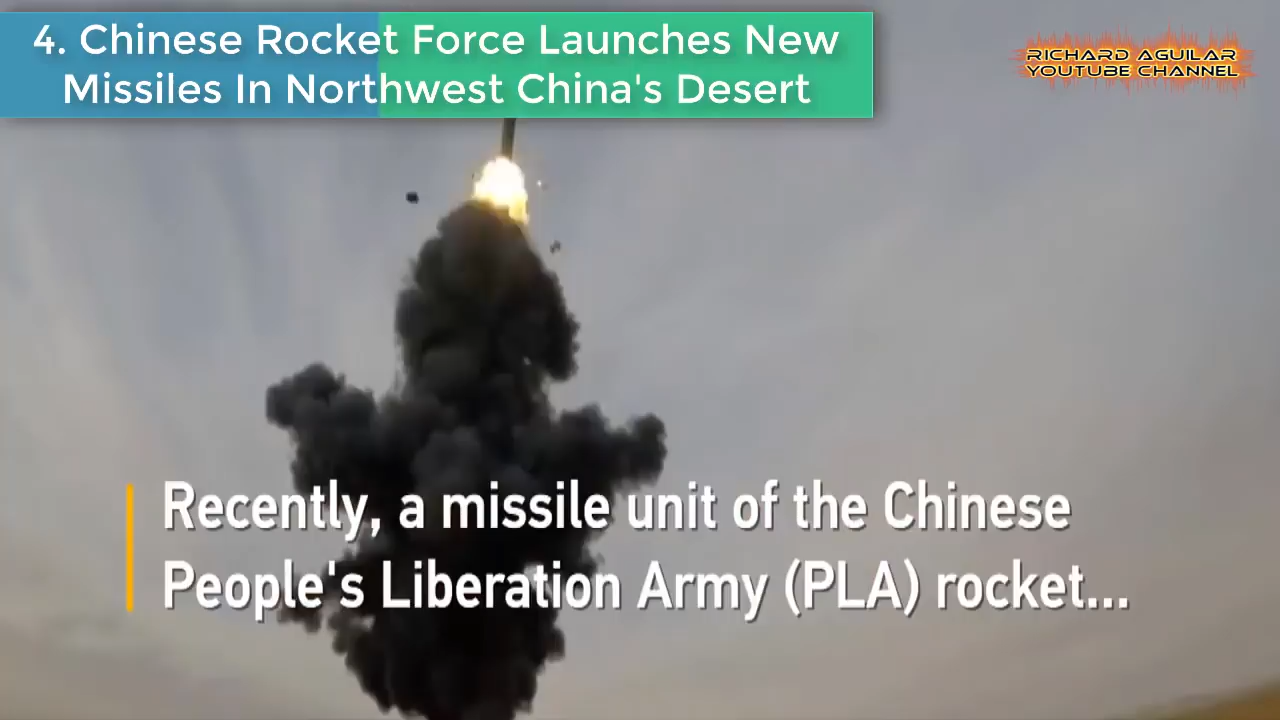 4. Chinese Rocket Force Launches New
Missiles In Northwest China's Desert
RICHARD AGUILAR
YOUTUBE CHANNEL
Recently, a missile unit of the Chinese
People's Liberation Army (PLA) rocket...